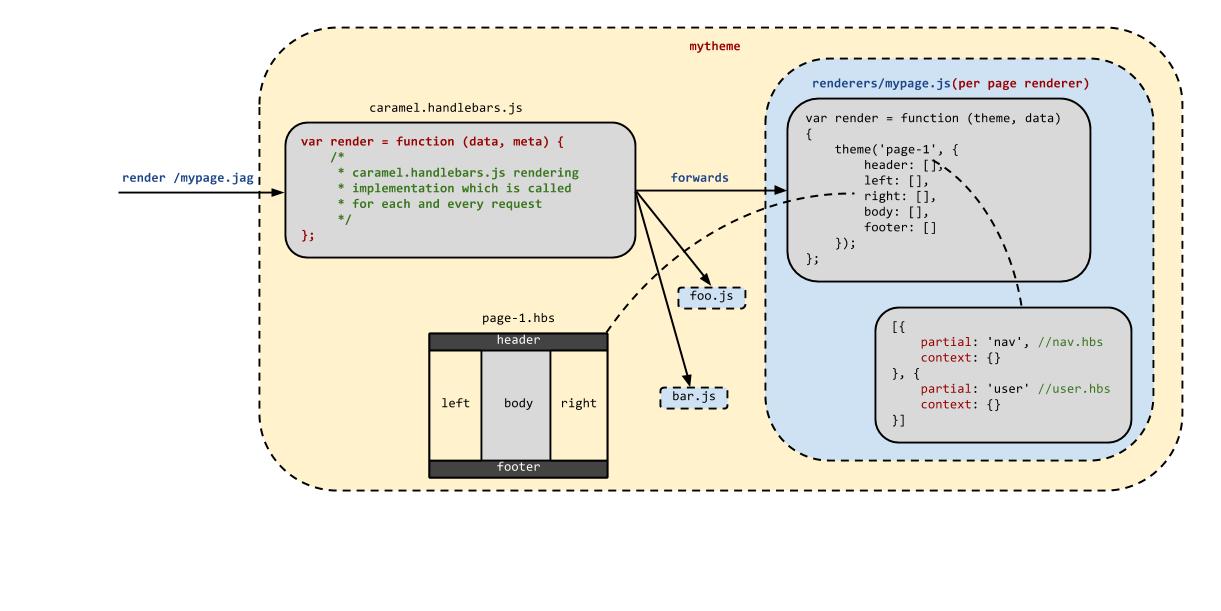 mytheme
renderers/mypage.js(per page renderer)
caramel.handlebars.js
var render = function (data, meta) {
/*
* caramel.handlebars.js rendering
* implementation which is called
* for each and every request
*/
};
render /mypage.jag
forwards
var render = function (theme, data)
{
theme('page-1', {
header: [],
left: [],
right: [],
body: [],
footer: []
});
};
foo.js
bar.js
page-1.hbs
header
left
body
right
footer
[{
partial: 'nav', //nav.hbs
context: {}
}, {
partial: 'user' //user.hbs
context: {}
}]